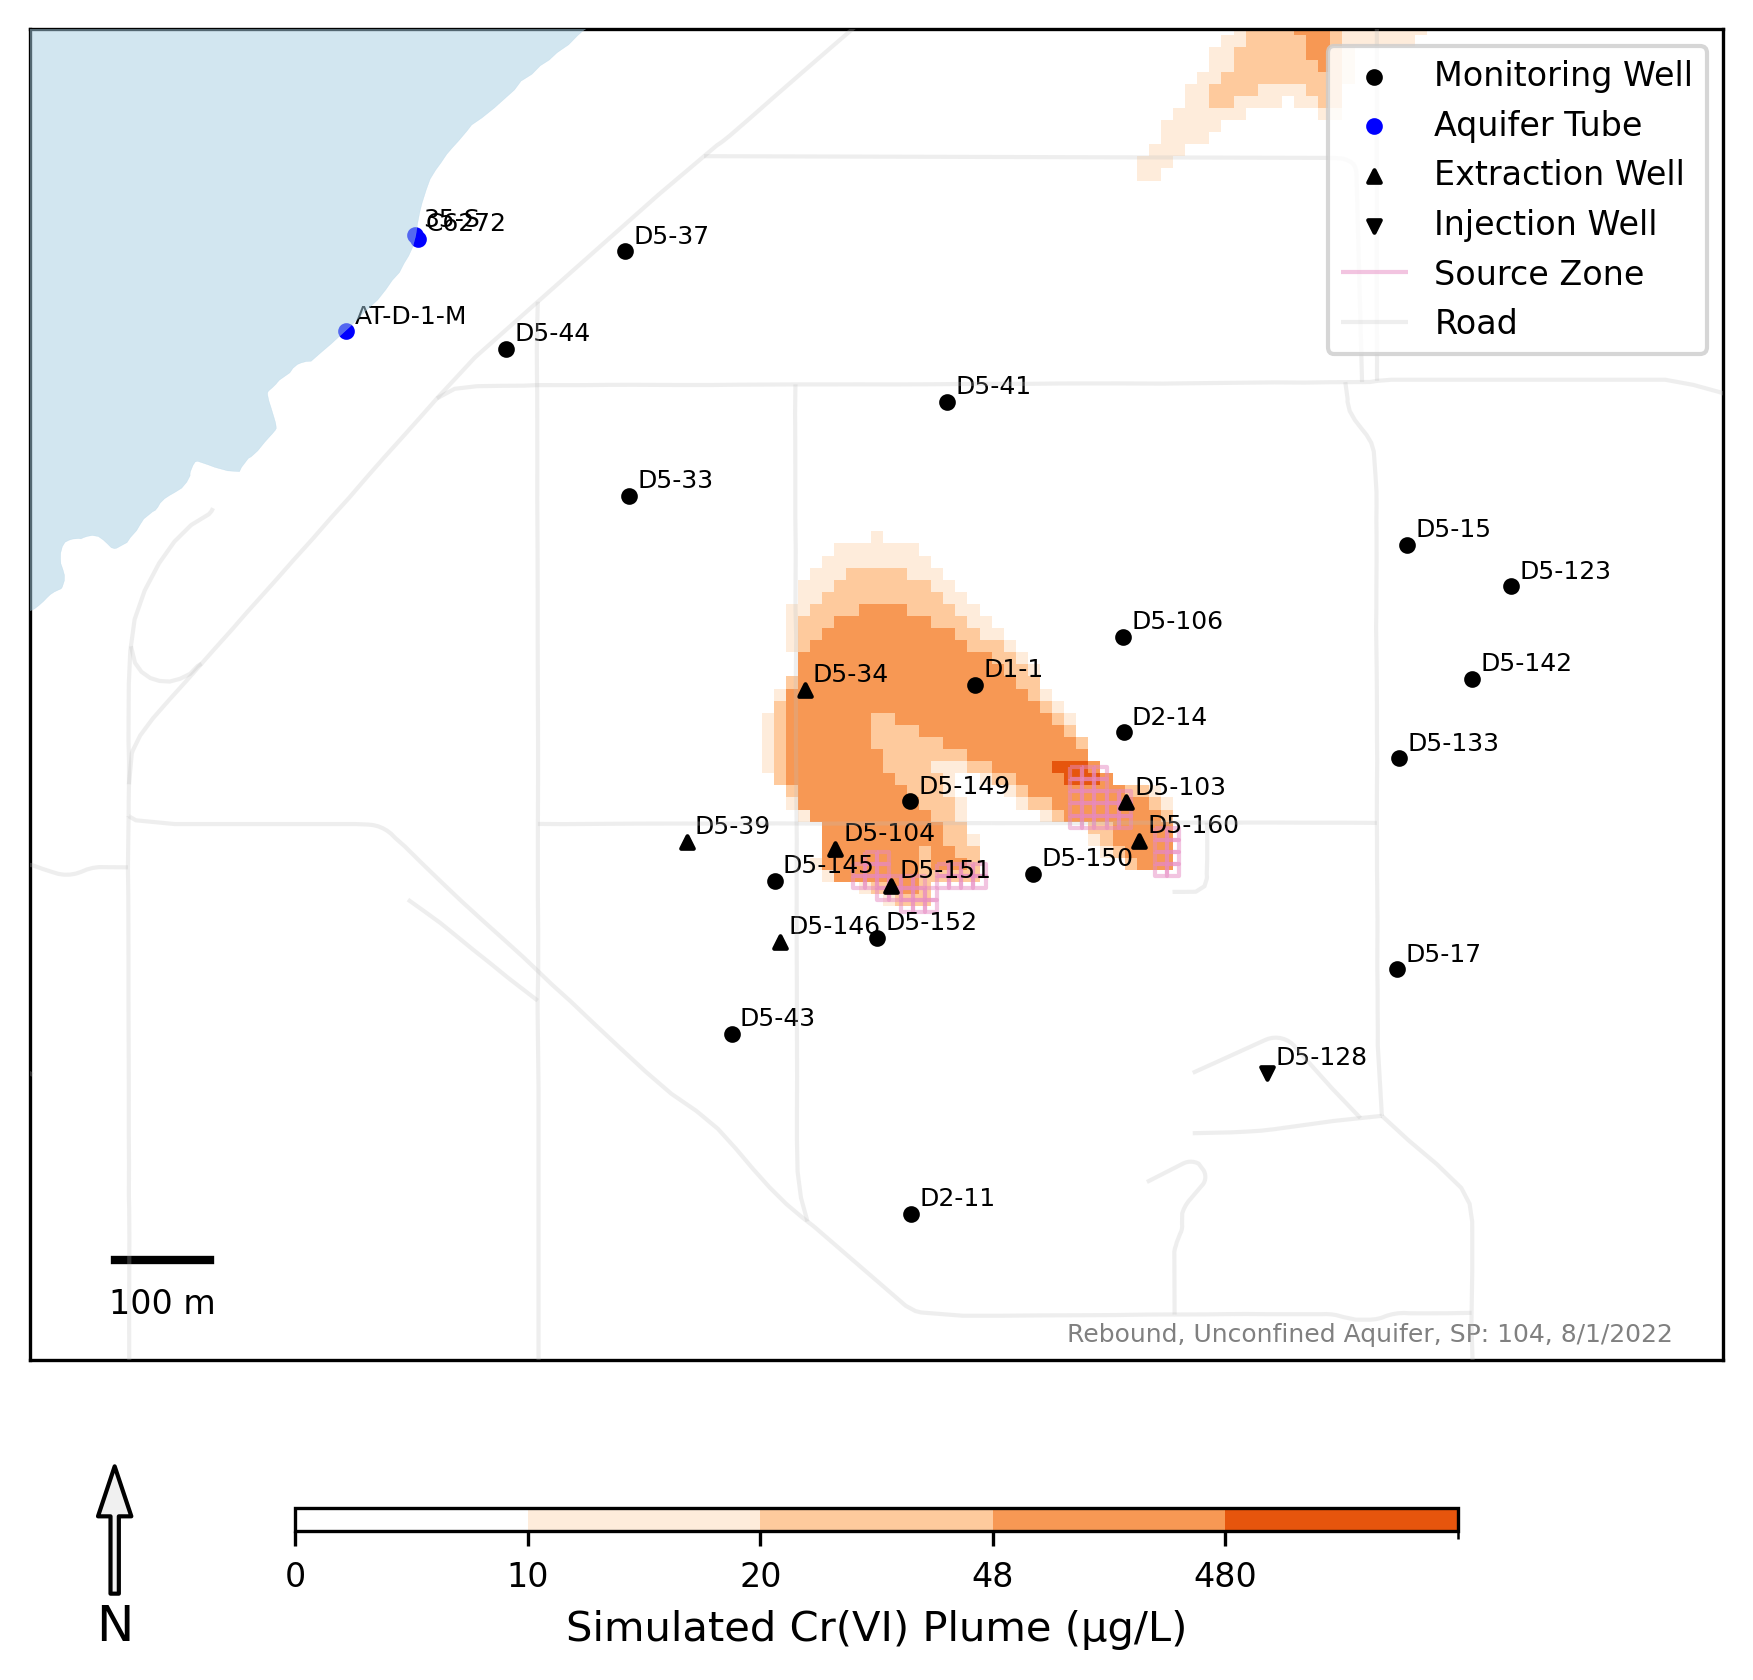 Monitoring Well
Aquifer Tube
Extraction Well
Injection Well
Source Zone
Road
35-S
C6272
D5-37
AT-D-1-M
D5-44
D5-41
D5-33
D5-15
D5-123
D5-106
D5-142
D5-34
D1-1
D2-14
D5-133
D5-149
D5-103
D5-39
D5-104
D5-160
D5-145
D5-151
D5-150
D5-146
D5-152
D5-17
D5-43
D5-128
D2-11
100 m
Rebound, Unconfined Aquifer, SP: 104, 8/1/2022
0 10 20 48 480
Simulated Cr(VI) Plume (μg/L)
N